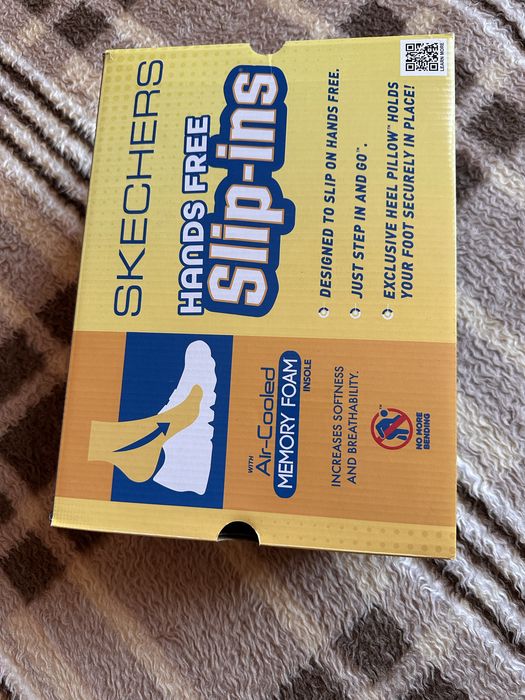 SKECHERS
HANDS FREE
Slip-ins
DESIGNED TO SLIP ON HANDS FREE.
JUST STEP IN AND GO™.
EXCLUSIVE HEEL PILLOW™ HOLDS
YOUR FOOT SECURELY IN PLACE!
LEARN MORE
WITH
Air-Cooled
MEMORY FOAM
INSOLE
INCREASES SOFTNESS
AND BREATHABILITY.
NO MORE
BENDING™